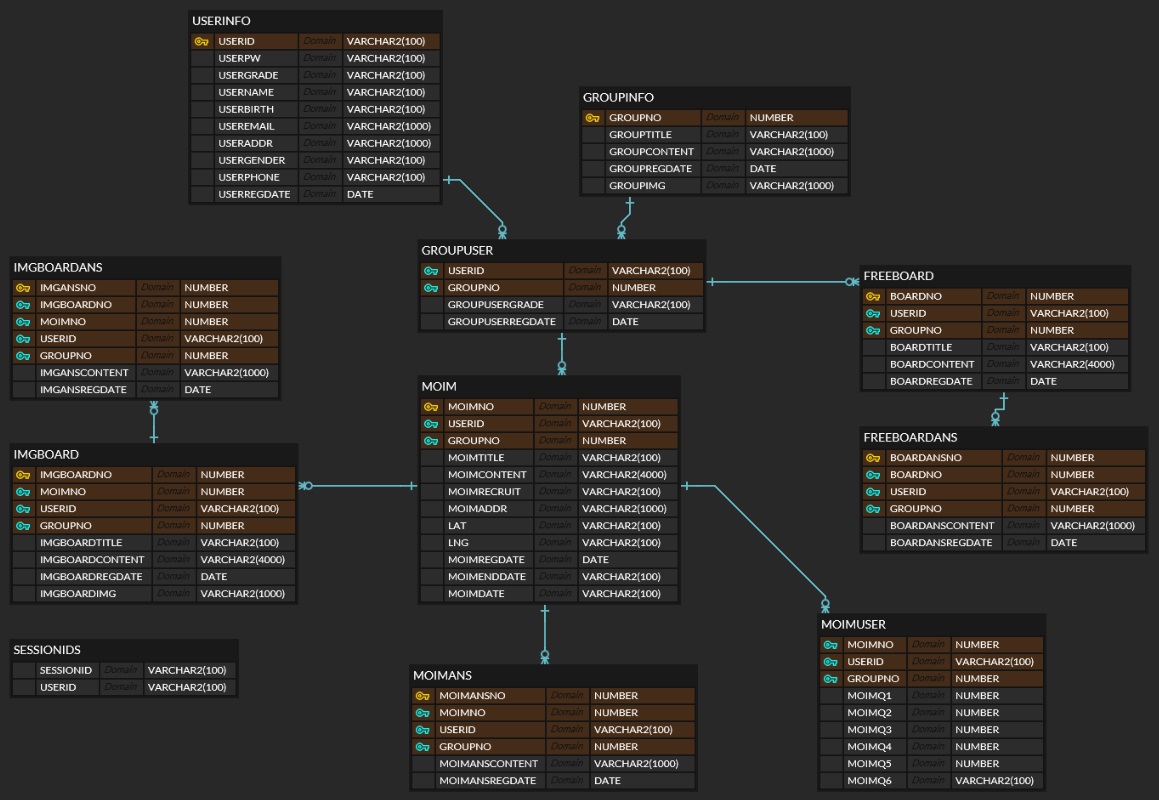 USERINFO
USERID Domain VARCHAR2(100)
USERPW Domain VARCHAR2(100)
USERGRADE Domain VARCHAR2(100)
USERNAME Domain VARCHAR2(100)
USERBIRTH Domain VARCHAR2(100)
USEREMAIL Domain VARCHAR2(1000)
USERADDR Domain VARCHAR2(1000)
USERGENDER Domain VARCHAR2(100)
USERPHONE Domain VARCHAR2(100)
USERREGDATE Domain DATE
GROUPINFO
GROUPNO Domain NUMBER
GROUPTITLE Domain VARCHAR2(100)
GROUPCONTENT Domain VARCHAR2(1000)
GROUPREGDATE Domain DATE
GROUPIMG Domain VARCHAR2(1000)
GROUPUSER
USERID Domain VARCHAR2(100)
GROUPNO Domain NUMBER
GROUPUSERGRADE Domain VARCHAR2(100)
GROUPUSERREGDATE Domain DATE
IMGBOARDANS
IMGANSNO Domain NUMBER
IMGBOARDNO Domain NUMBER
MOIMNO Domain NUMBER
USERID Domain VARCHAR2(100)
GROUPNO Domain NUMBER
IMGANSCONTENT Domain VARCHAR2(1000)
IMGANSREGDATE Domain DATE
FREEBOARD
BOARDNO Domain NUMBER
USERID Domain VARCHAR2(100)
GROUPNO Domain NUMBER
BOARDTITLE Domain VARCHAR2(100)
BOARDCONTENT Domain VARCHAR2(4000)
BOARDREGDATE Domain DATE
MOIM
MOIMNO Domain NUMBER
USERID Domain VARCHAR2(100)
GROUPNO Domain NUMBER
MOIMTITLE Domain VARCHAR2(100)
MOIMCONTENT Domain VARCHAR2(4000)
MOIMRECRUIT Domain VARCHAR2(100)
MOIMADDR Domain VARCHAR2(1000)
LAT Domain VARCHAR2(100)
LNG Domain VARCHAR2(100)
MOIMREGDATE Domain DATE
MOIMENDDATE Domain VARCHAR2(100)
MOIMDATE Domain VARCHAR2(100)
FREEBOARDANS
BOARDANSNO Domain NUMBER
BOARDNO Domain NUMBER
USERID Domain VARCHAR2(100)
GROUPNO Domain NUMBER
BOARDANSCONTENT Domain VARCHAR2(1000)
BOARDANSREGDATE Domain DATE
IMGBOARD
IMGBOARDNO Domain NUMBER
MOIMNO Domain NUMBER
USERID Domain VARCHAR2(100)
GROUPNO Domain NUMBER
IMGBOARDTITLE Domain VARCHAR2(100)
IMGBOARDCONTENT Domain VARCHAR2(4000)
IMGBOARDREGDATE Domain DATE
IMGBOARDIMG Domain VARCHAR2(1000)
SESSIONIDS
SESSIONID Domain VARCHAR2(100)
USERID Domain VARCHAR2(100)
MOIMANS
MOIMANSNO Domain NUMBER
MOIMNO Domain NUMBER
USERID Domain VARCHAR2(100)
GROUPNO Domain NUMBER
MOIMANSCONTENT Domain VARCHAR2(1000)
MOIMANSREGDATE Domain DATE
MOIMUSER
MOIMNO Domain NUMBER
USERID Domain VARCHAR2(100)
GROUPNO Domain NUMBER
MOIMQ1 Domain NUMBER
MOIMQ2 Domain NUMBER
MOIMQ3 Domain NUMBER
MOIMQ4 Domain NUMBER
MOIMQ5 Domain NUMBER
MOIMQ6 Domain VARCHAR2(100)